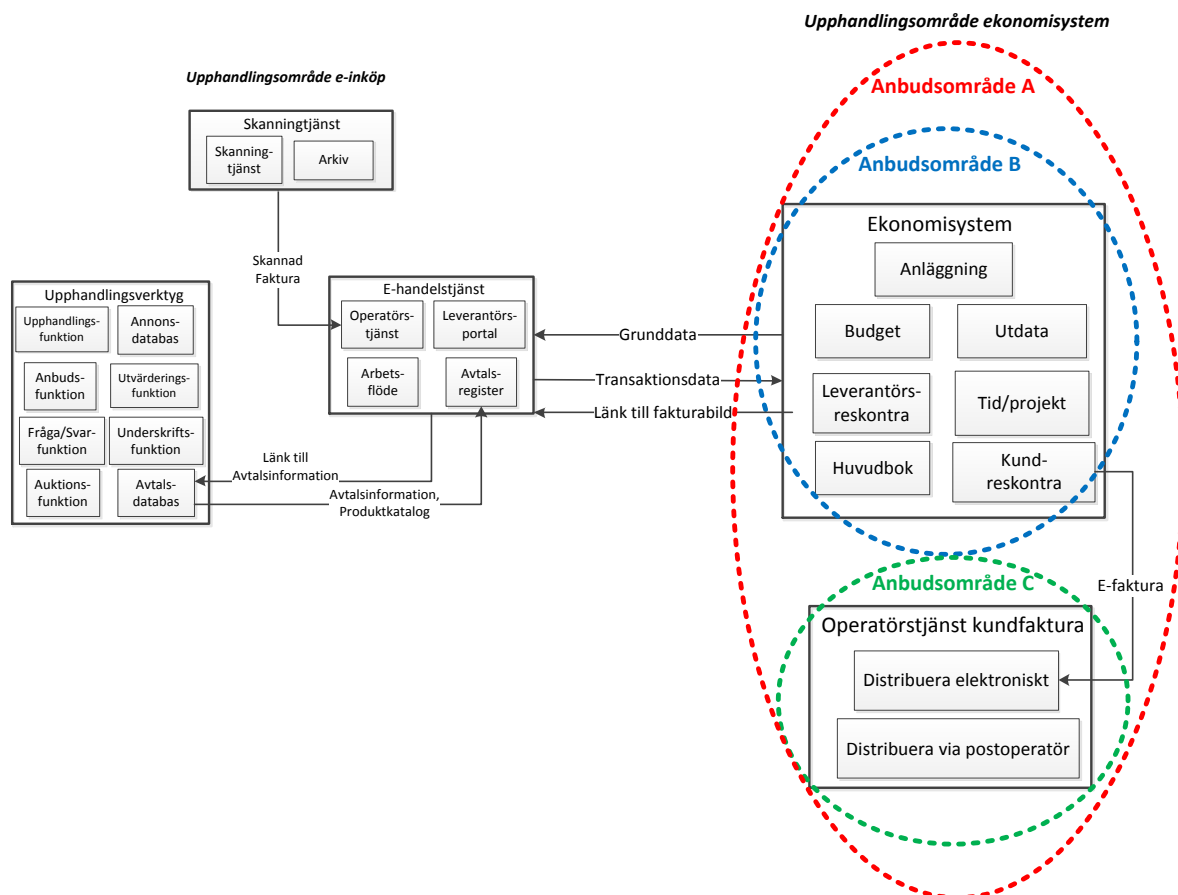 Upphandlingsområde ekonomisystem
Upphandlingsområde e-inköp
Anbudsområde A
Skanningtjänst
Skanning-
tjänst
Arkiv
Anbudsområde B
Ekonomisystem
Anläggning
Budget
Utdata
Leverantörs-
reskontra
Tid/projekt
Huvudbok
Kund-
reskontra
Skannad
Faktura
E-handelstjänst
Operatörs-
tjänst
Leverantörs-
portal
Arbets-
flöde
Avtals-
register
Grunddata
Transaktionsdata
Länk till fakturabild
Upphandlingsverktyg
Upphandlings-
funktion
Annons-
databas
Anbuds-
funktion
Utvärderings-
funktion
Fråga/Svar-
funktion
Underskrifts-
funktion
Auktions-
funktion
Avtals-
databas
Länk till
Avtalsinformation
Avtalsinformation,
Produktkatalog
Anbudsområde C
E-faktura
Operatörstjänst kundfaktura
Distribuera elektroniskt
Distribuera via postoperatör